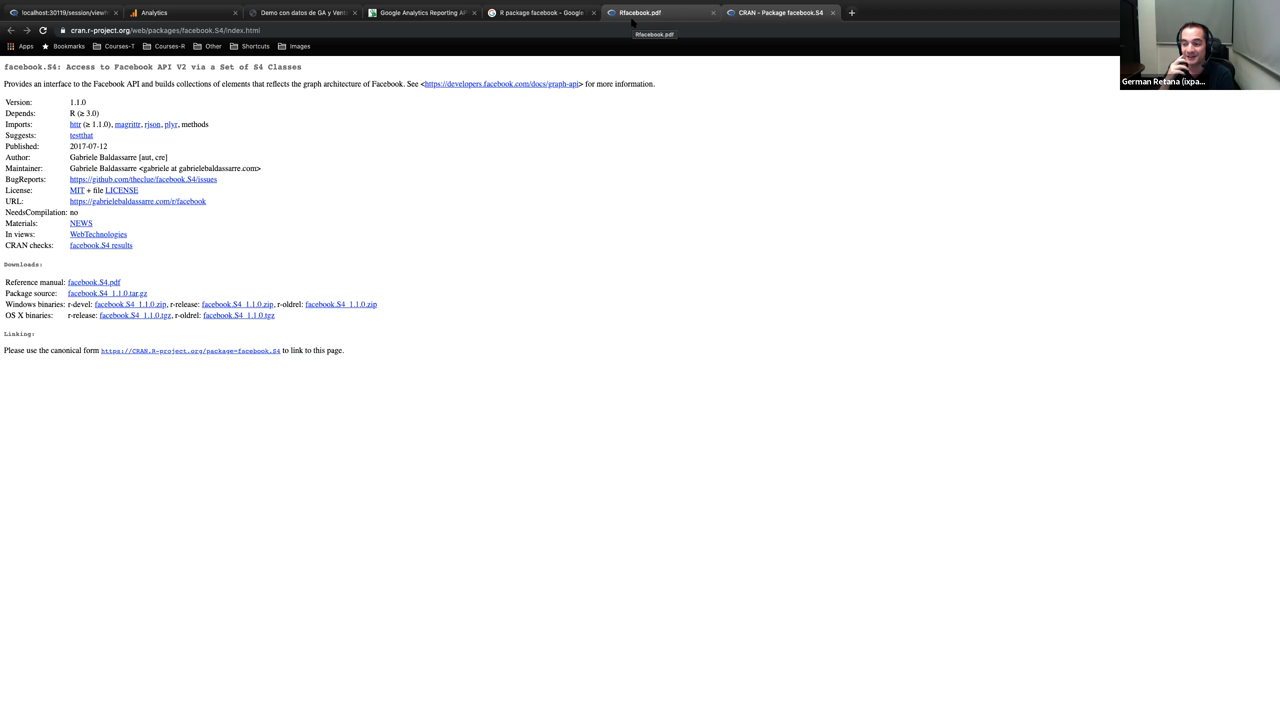 localhost:30119/session/viewh
Analytics
Demo con datos de GA y Venta
Google Analytics Reporting AP
R package facebook - Google
Rfacebook.pdf
CRAN - Package facebook.S4
cran.r-project.org/web/packages/facebook.S4/index.html
Rfacebook.pdf
Apps Bookmarks Courses-T Courses-R Other Shortcuts Images
German Retana (ixpa...
facebook.S4: Access to Facebook API V2 via a Set of S4 Classes
Provides an interface to the Facebook API and builds collections of elements that reflects the graph architecture of Facebook. See <https://developers.facebook.com/docs/graph-api> for more information.
Version: 1.1.0
Depends: R (≥ 3.0)
Imports: httr (≥ 1.1.0), magrittr, rjson, plyr, methods
Suggests: testthat
Published: 2017-07-12
Author: Gabriele Baldassarre [aut, cre]
Maintainer: Gabriele Baldassarre <gabriele at gabrielebaldassarre.com>
BugReports: https://github.com/theclue/facebook.S4/issues
License: MIT + file LICENSE
URL: https://gabrielebaldassarre.com/r/facebook
NeedsCompilation: no
Materials: NEWS
In views: WebTechnologies
CRAN checks: facebook.S4 results
Downloads:
Reference manual: facebook.S4.pdf
Package source: facebook.S4_1.1.0.tar.gz
Windows binaries: r-devel: facebook.S4_1.1.0.zip, r-release: facebook.S4_1.1.0.zip, r-oldrel: facebook.S4_1.1.0.zip
OS X binaries: r-release: facebook.S4_1.1.0.tgz, r-oldrel: facebook.S4_1.1.0.tgz
Linking:
Please use the canonical form https://CRAN.R-project.org/package=facebook.S4 to link to this page.